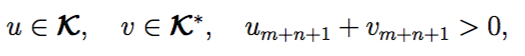 u ∈ 𝓚, v ∈ 𝓚*, u_{m+n+1} + v_{m+n+1} > 0,